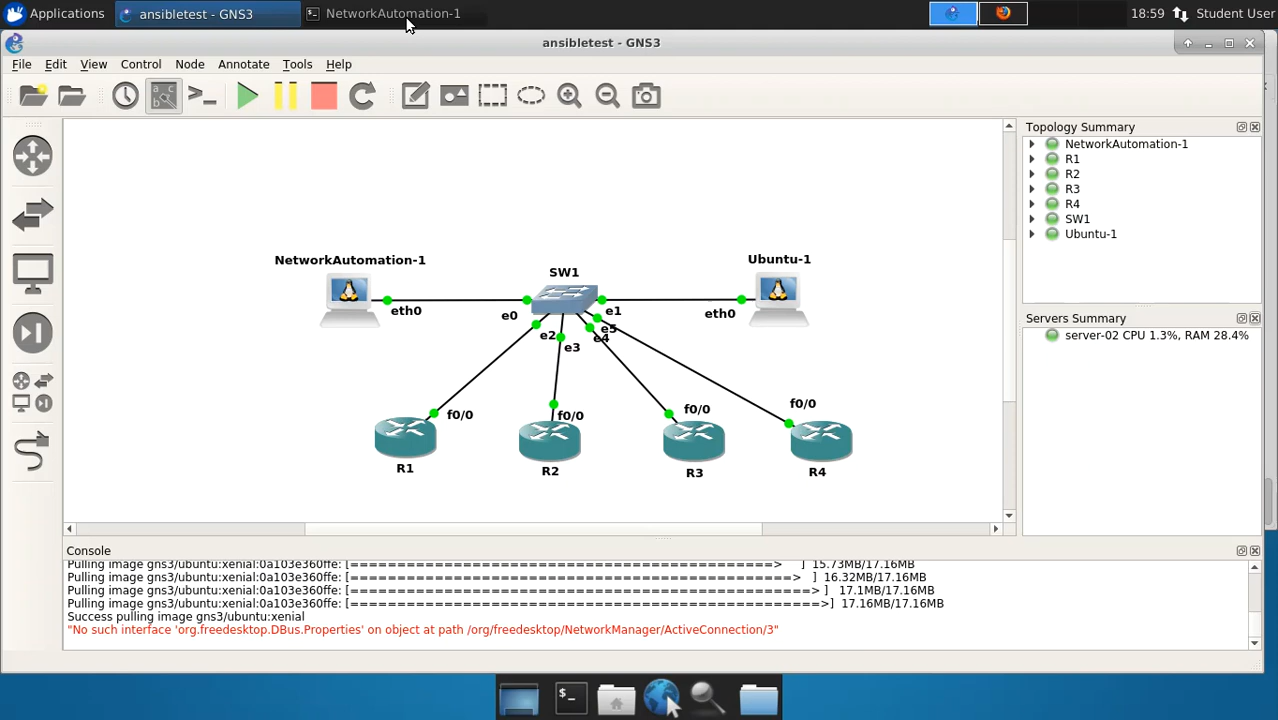 Applications
ansibletest - GNS3
NetworkAutomation-1
18:59
Student User
ansibletest - GNS3
File Edit View Control Node Annotate Tools Help
Topology Summary
NetworkAutomation-1
R1
R2
R3
R4
SW1
Ubuntu-1
Servers Summary
server-02 CPU 1.3%, RAM 28.4%
NetworkAutomation-1
SW1
Ubuntu-1
eth0
e0
e1
eth0
e2
e3
e5
e4
f0/0
f0/0
f0/0
f0/0
R1
R2
R3
R4
Console
Pulling image gns3/ubuntu:xenial:0a103e360ffe: [=============================================> ] 15.73MB/17.16MB
Pulling image gns3/ubuntu:xenial:0a103e360ffe: [===============================================> ] 16.32MB/17.16MB
Pulling image gns3/ubuntu:xenial:0a103e360ffe: [=================================================> ] 17.1MB/17.16MB
Pulling image gns3/ubuntu:xenial:0a103e360ffe: [==================================================>] 17.16MB/17.16MB
Success pulling image gns3/ubuntu:xenial
"No such interface 'org.freedesktop.DBus.Properties' on object at path /org/freedesktop/NetworkManager/ActiveConnection/3"